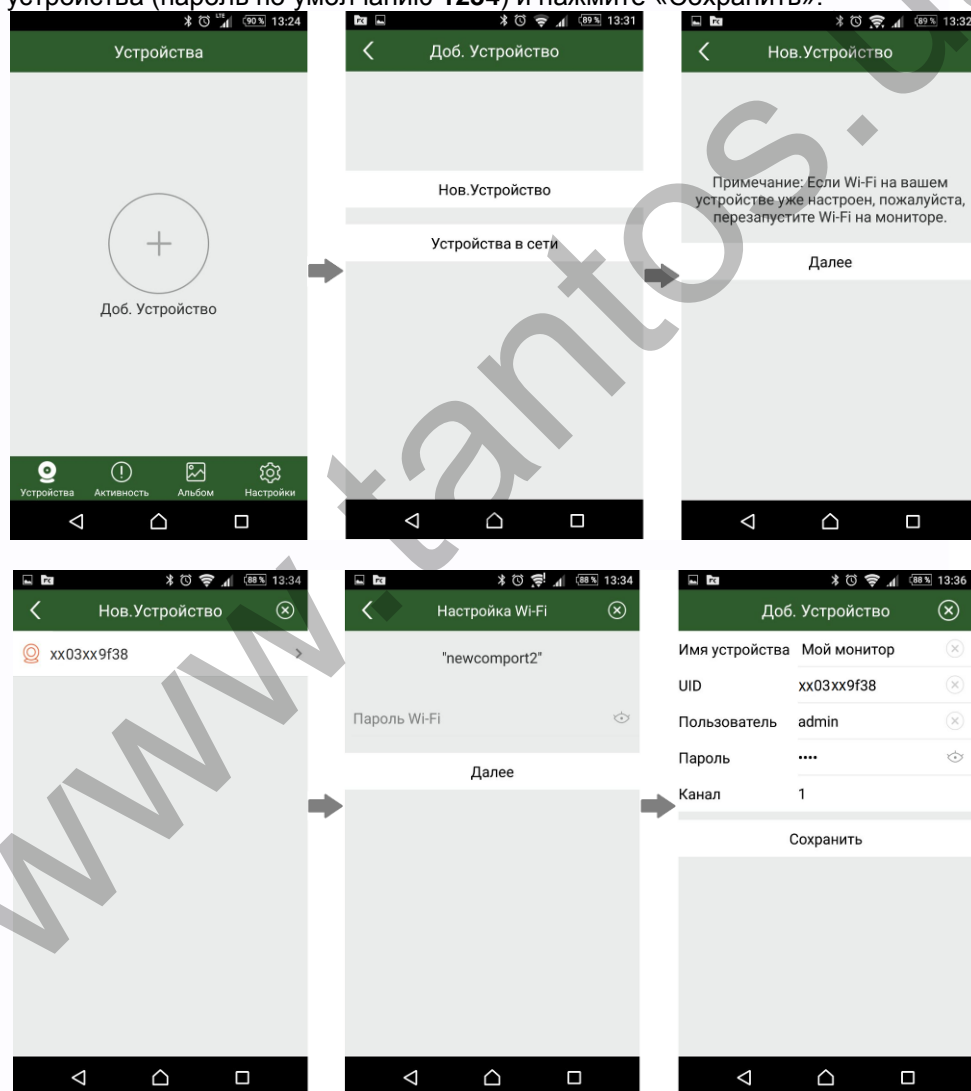 устройства (пароль по умолчанию 1234) и нажмите «Сохранить».
90% 13:24
Устройства
Доб. Устройство
Устройства Активность Альбом Настройки
89% 13:31
Доб. Устройство
Нов.Устройство
Устройства в сети
89% 13:32
Нов.Устройство
Примечание: Если Wi-Fi на вашем
устройстве уже настроен, пожалуйста,
перезапустите Wi-Fi на мониторе.
Далее
88% 13:34
Нов.Устройство
xx03xx9f38
88% 13:34
Настройка Wi-Fi
"newcomport2"
Пароль Wi-Fi
Далее
88% 13:36
Доб. Устройство
Имя устройства Мой монитор
UID xx03xx9f38
Пользователь admin
Пароль ••••
Канал 1
Сохранить